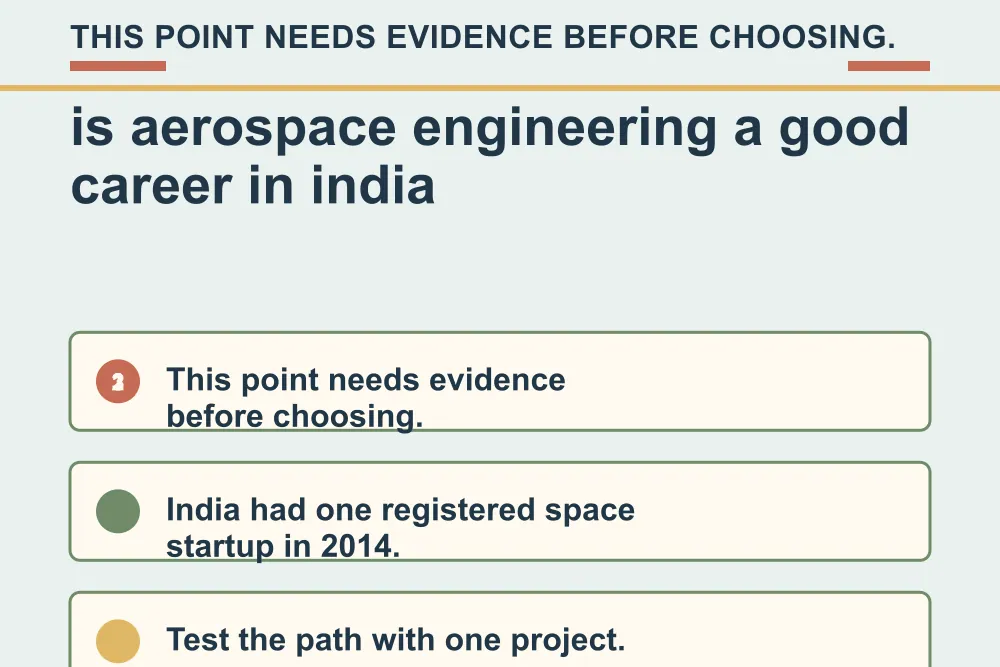 THIS POINT NEEDS EVIDENCE BEFORE CHOOSING.
is aerospace engineering a good
career in india
This point needs evidence
before choosing.
India had one registered space
startup in 2014.
Test the path with one project.